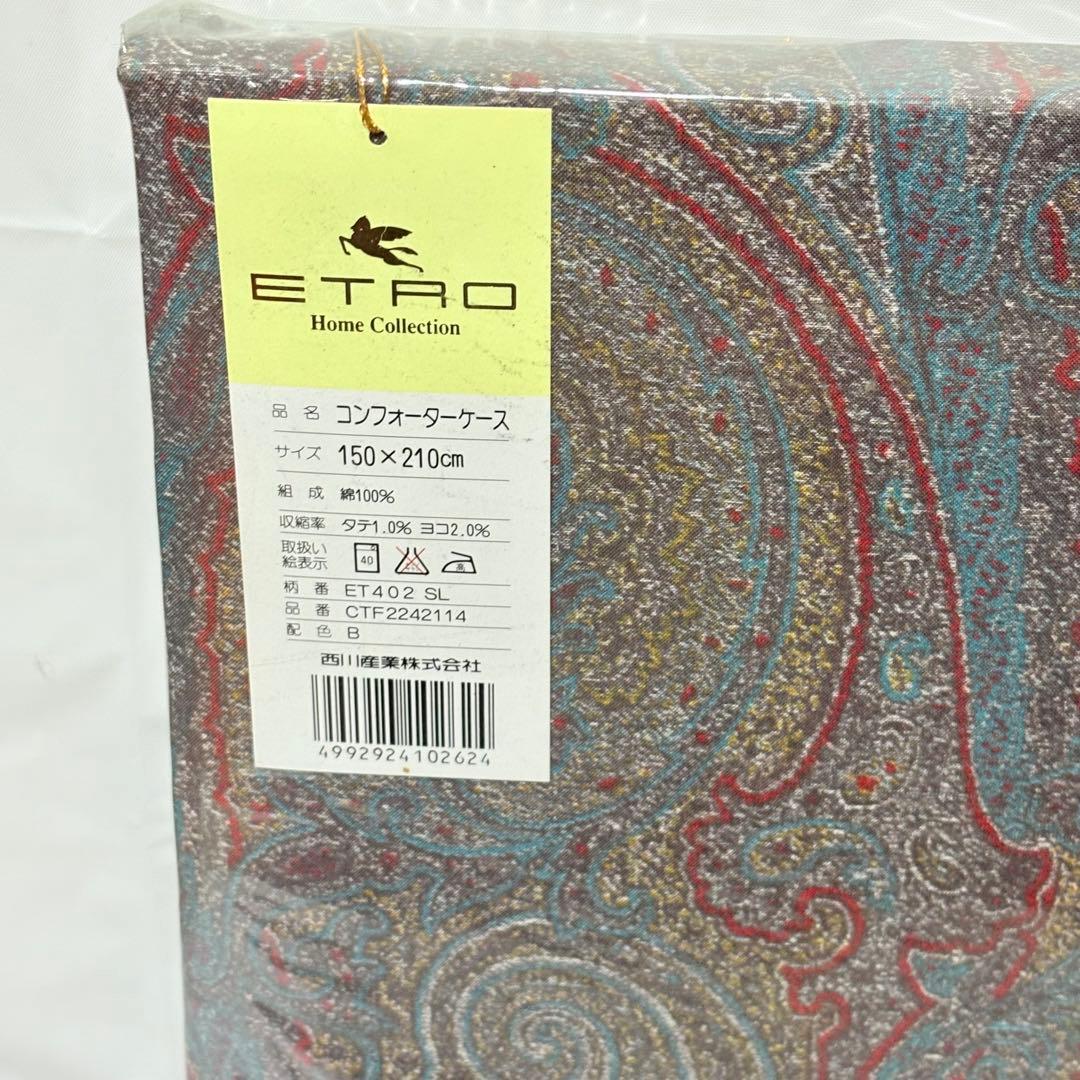 ETRO
Home Collection
品名 コンフォーターケース
サイズ 150×210cm
組成 綿100%
収縮率 タテ1.0% ヨコ2.0%
取扱い
絵表示 40 高
柄番 ET402 SL
品番 CTF2242114
配色 B
西川産業株式会社
4992924102624